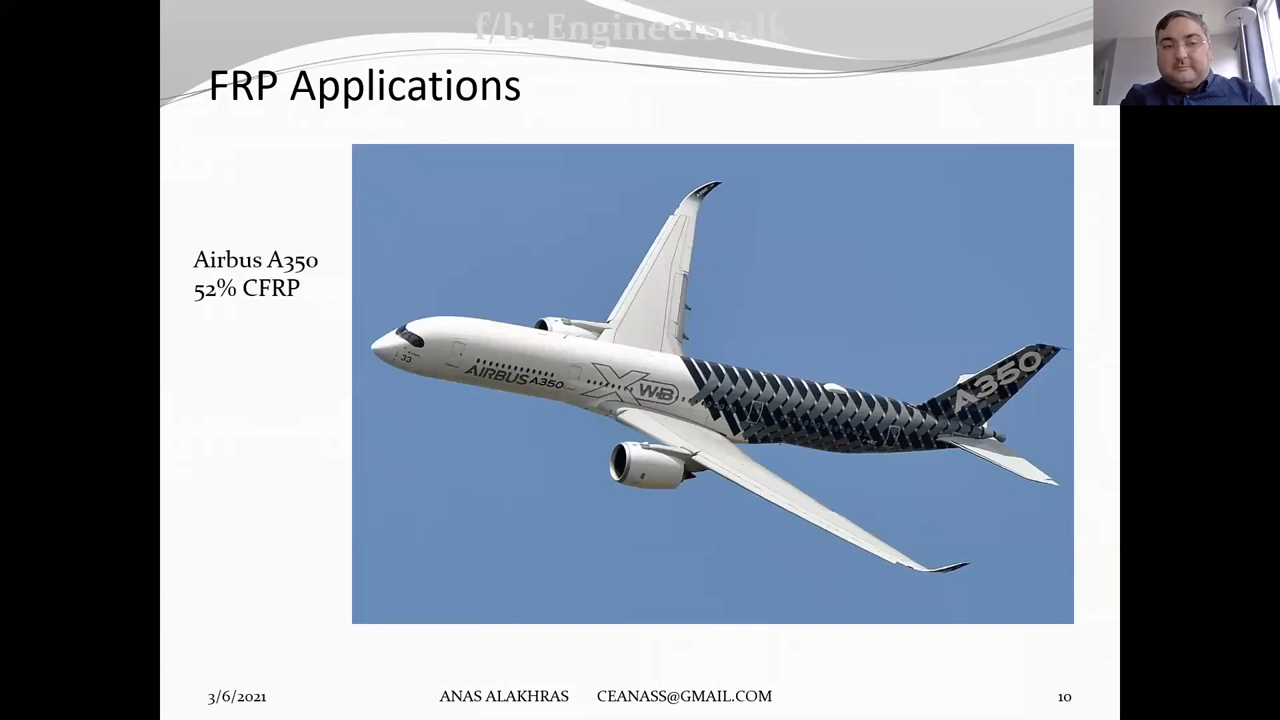 f/b: Engineerstalk
FRP Applications
Airbus A350
52% CFRP
33
AIRBUS A350
XWB
A350
3/6/2021
ANAS ALAKHRAS CEANASS@GMAIL.COM
10